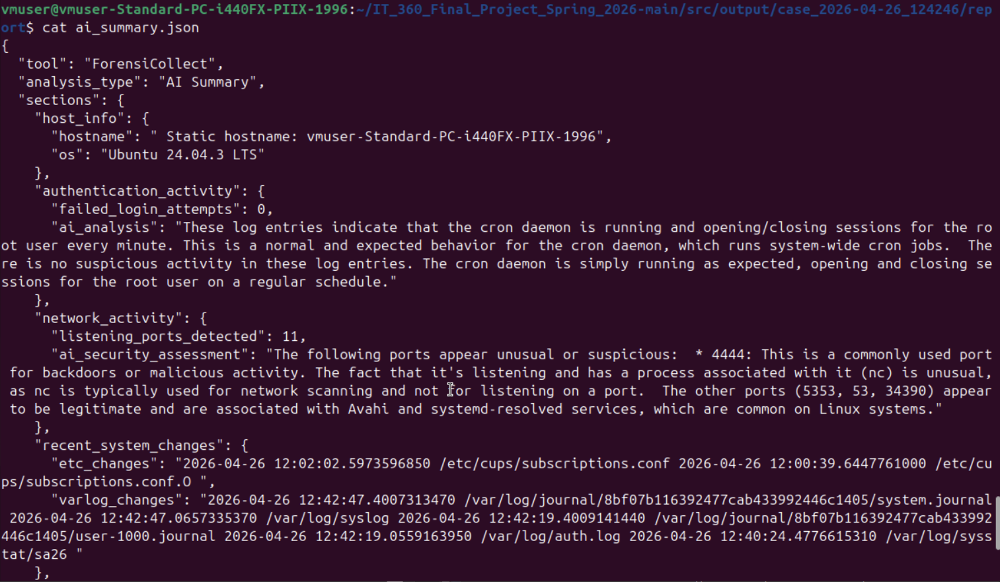 vmuser@vmuser-Standard-PC-i440FX-PIIX-1996:~/IT_360_Final_Project_Spring_2026-main/src/output/case_2026-04-26_124246/rep
ort$ cat ai_summary.json
{
  "tool": "ForensiCollect",
  "analysis_type": "AI Summary",
  "sections": {
    "host_info": {
      "hostname": " Static hostname: vmuser-Standard-PC-i440FX-PIIX-1996",
      "os": "Ubuntu 24.04.3 LTS"
    },
    "authentication_activity": {
      "failed_login_attempts": 0,
      "ai_analysis": "These log entries indicate that the cron daemon is running and opening/closing sessions for the ro
ot user every minute. This is a normal and expected behavior for the cron daemon, which runs system-wide cron jobs.  The
re is no suspicious activity in these log entries. The cron daemon is simply running as expected, opening and closing se
ssions for the root user on a regular schedule."
    },
    "network_activity": {
      "listening_ports_detected": 11,
      "ai_security_assessment": "The following ports appear unusual or suspicious:  * 4444: This is a commonly used port
 for backdoors or malicious activity. The fact that it's listening and has a process associated with it (nc) is unusual,
 as nc is typically used for network scanning and not for listening on a port.  The other ports (5353, 53, 34390) appear
 to be legitimate and are associated with Avahi and systemd-resolved services, which are common on Linux systems."
    },
    "recent_system_changes": {
      "etc_changes": "2026-04-26 12:02:02.5973596850 /etc/cups/subscriptions.conf 2026-04-26 12:00:39.6447761000 /etc/cu
ps/subscriptions.conf.O ",
      "varlog_changes": "2026-04-26 12:42:47.4007313470 /var/log/journal/8bf07b116392477cab433992446c1405/system.journal
 2026-04-26 12:42:47.0657335370 /var/log/syslog 2026-04-26 12:42:19.4009141440 /var/log/journal/8bf07b116392477cab433992
446c1405/user-1000.journal 2026-04-26 12:42:19.0559163950 /var/log/auth.log 2026-04-26 12:40:24.4776615310 /var/log/syss
tat/sa26 "
    },